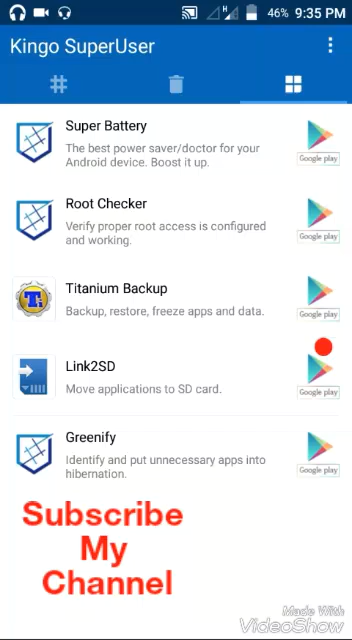 H 46% 9:35 PM
Kingo SuperUser
#
Super Battery
The best power saver/doctor for your
Android device. Boost it up.
Google play
Root Checker
Verify proper root access is configured
and working.
Google play
Titanium Backup
Backup, restore, freeze apps and data.
Google play
Link2SD
Move applications to SD card.
Google play
Greenify
Identify and put unnecessary apps into
hibernation.
Google play
Subscribe
My
Channel
Made With
VideoShow